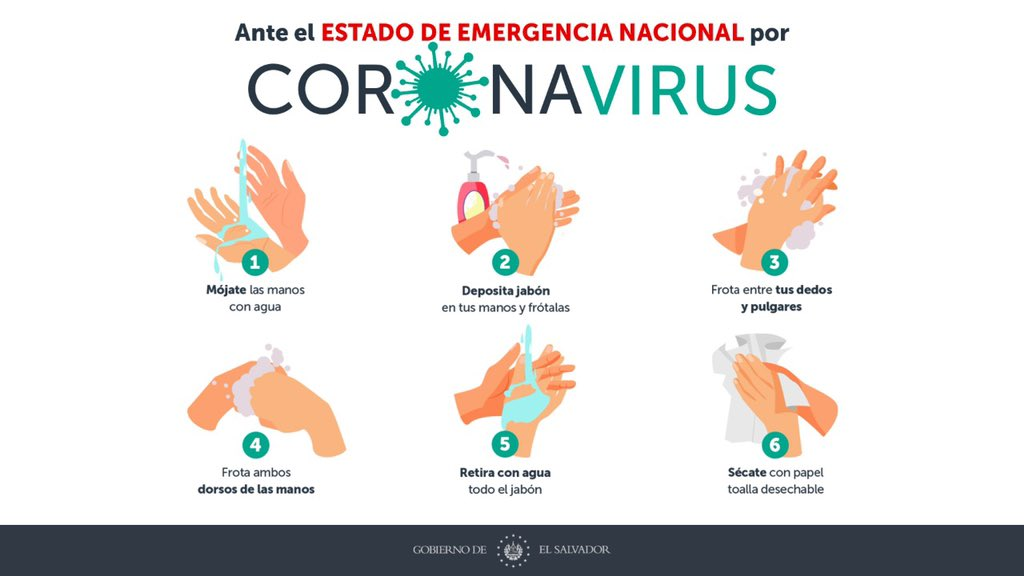 Ante el ESTADO DE EMERGENCIA NACIONAL por
CORONAVIRUS
1
Mójate las manos
con agua
2
Deposita jabón
en tus manos y frótalas
3
Frota entre tus dedos
y pulgares
4
Frota ambos
dorsos de las manos
5
Retira con agua
todo el jabón
6
Sécate con papel
toalla desechable
GOBIERNO DE EL SALVADOR